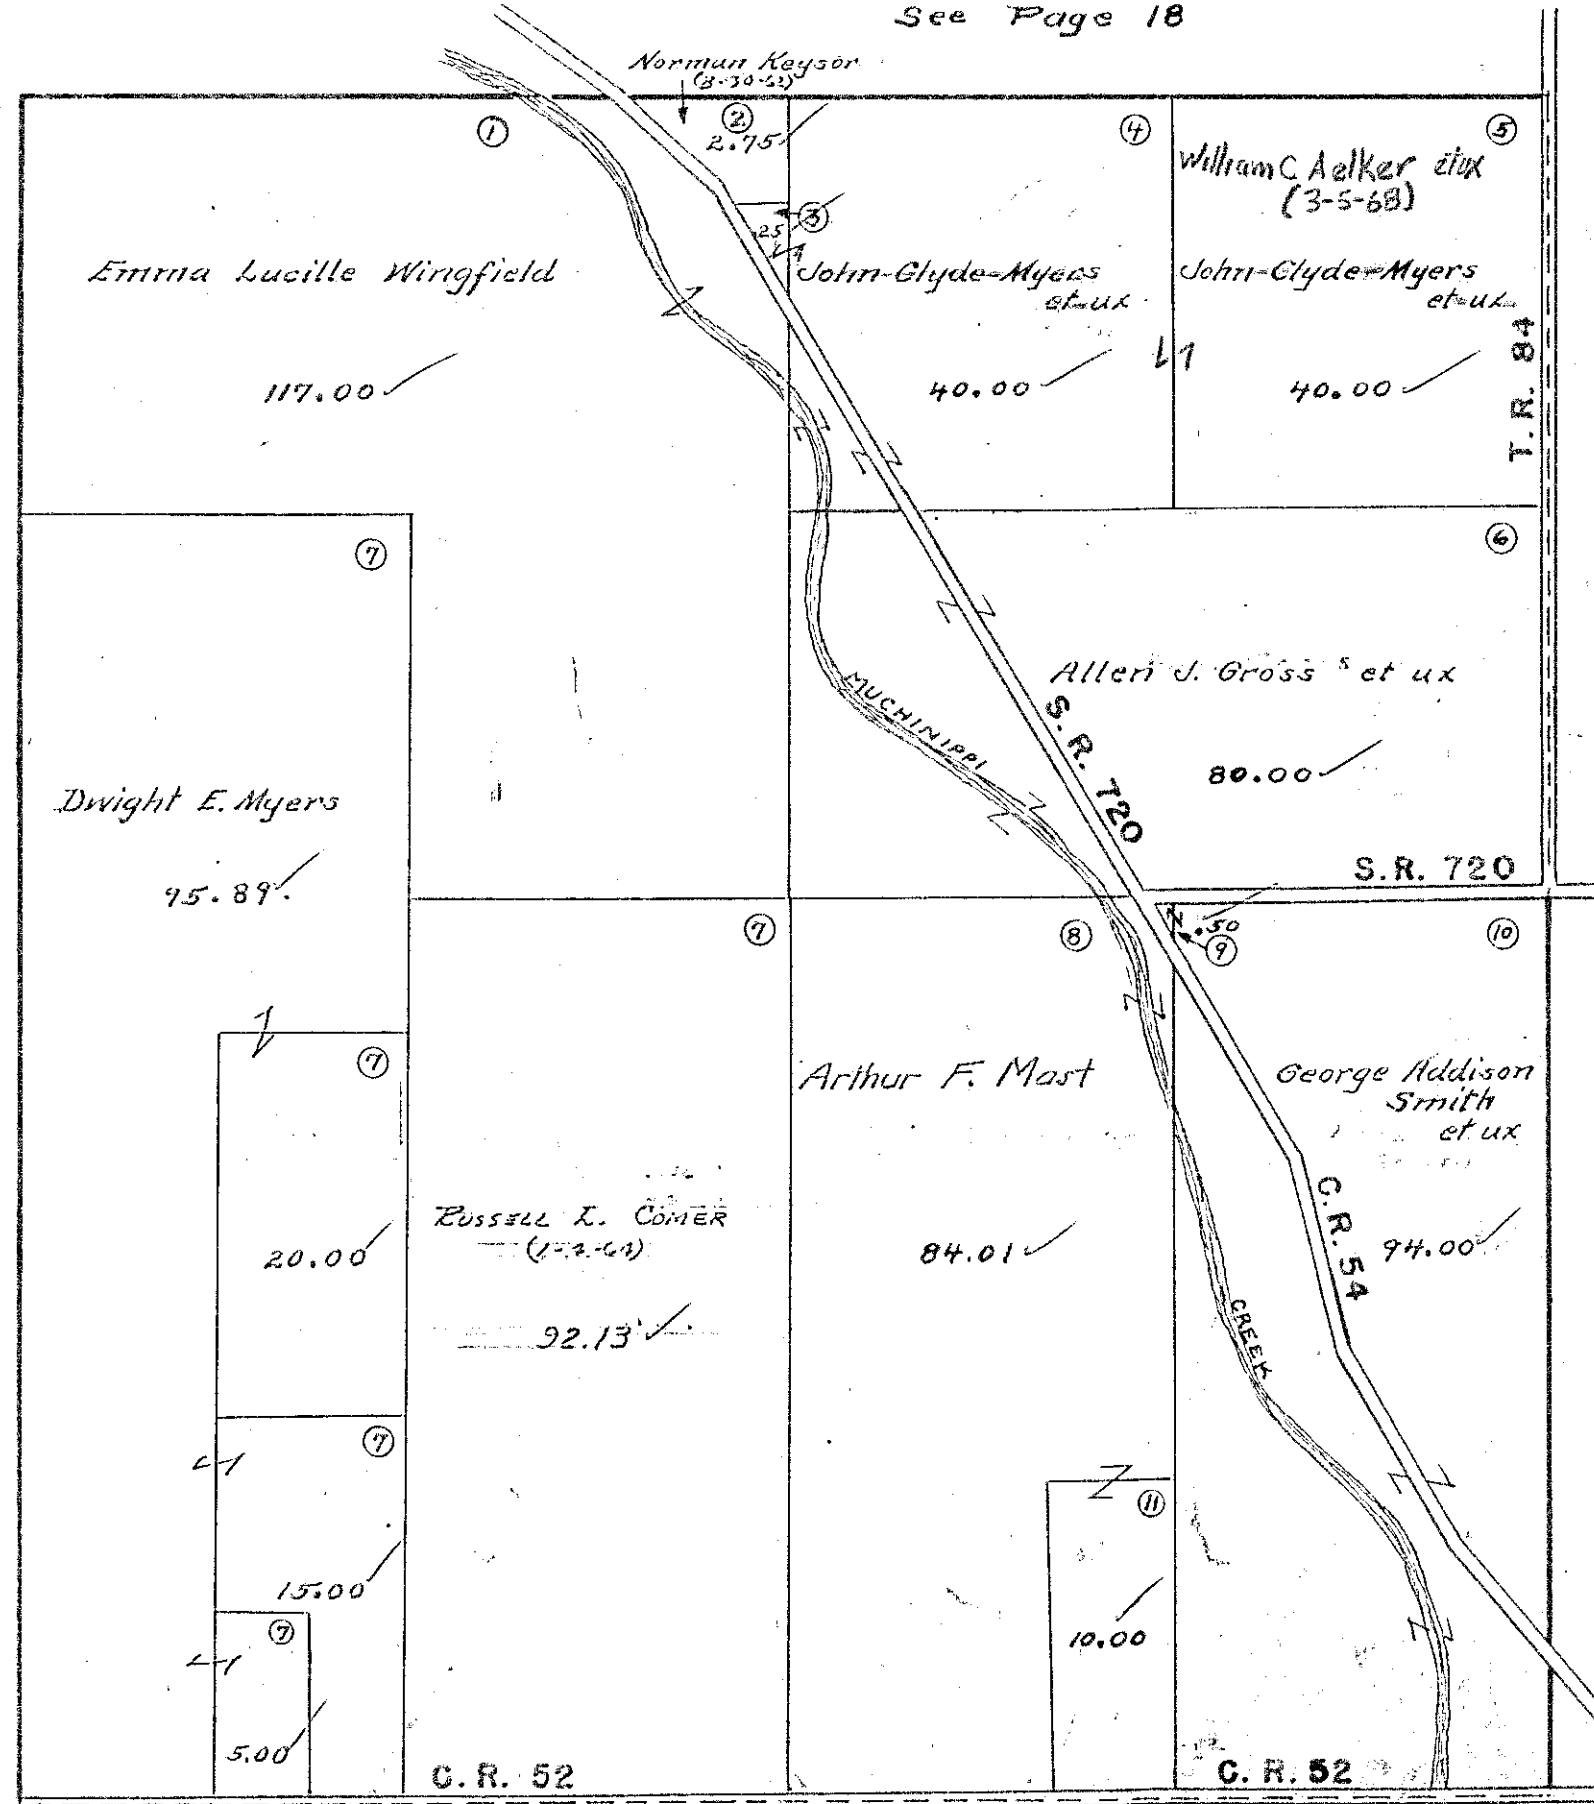 See Page 18
Norman Keysor
(8-30-62)
①
②
2.75
④
⑤
William C Aelker etux
(3-5-68)
③
.25
Emma Lucille Wingfield
117.00
John-Clyde-Myers
et-ux
40.00
John-Clyde-Myers
et-ux
40.00
T.R. 84
⑦
⑥
Allen J. Gross et ux
80.00
MUCHINIPPI
S.R. 720
S.R. 720
Dwight E. Myers
95.89
⑦
⑧
.50
⑨
⑩
⑦
Arthur F. Mast
George Addison
Smith
et ux
20.00
RUSSELL L. COMER
84.01
C.R. 54
94.00
92.13
CREEK
⑦
15.00
⑪
10.00
⑦
5.00
C.R. 52
C.R. 52